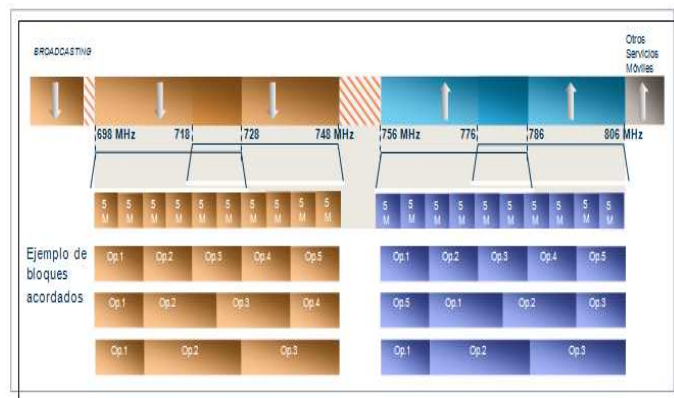 BROADCASTING
Otros
Servicios
Móviles
698 MHz 718 728 748 MHz 756 MHz 776 786 806 MHz
5 5 5 5 5 5 5 5 5 5 5 5 5 5 5 5 5 5 5 5
M M M M M M M M M M M M M M M M M M M M
Ejemplo de
bloques
acordados
Op.1 Op.2 Op.3 Op.4 Op.5 Op.1 Op.2 Op.3 Op.4 Op.5
Op.1 Op.2 Op.3 Op.4 Op.5 Op.1 Op.2 Op.3
Op.1 Op.2 Op.3 Op.1 Op.2 Op.3